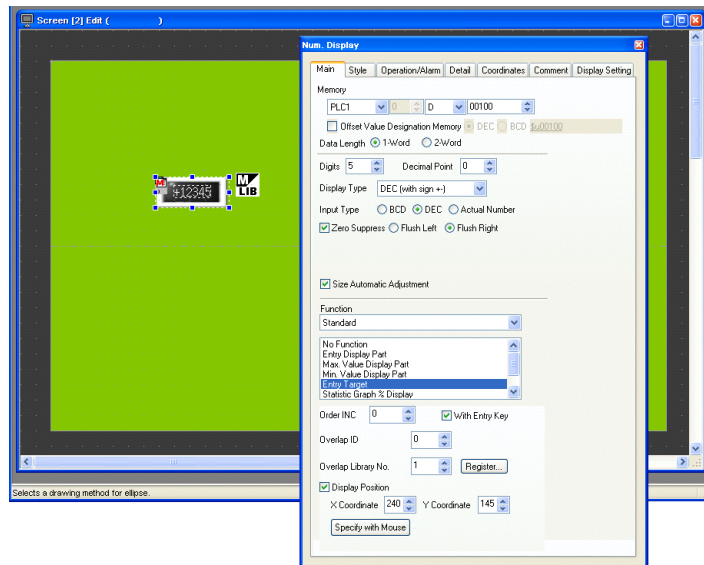 Screen [2] Edit ( )
Num. Display
Main Style Operation/Alarm Detail Coordinates Comment Display Setting
Memory
PLC1 0 D 00100
Offset Value Designation Memory DEC BCD $u00100
Data Length 1-Word 2-Word
Digits 5 Decimal Point 0
Display Type DEC (with sign +-)
Input Type BCD DEC Actual Number
Zero Suppress Flush Left Flush Right
M
+12345
M
LIB
Size Automatic Adjustment
Function
Standard
No Function
Entry Display Part
Max. Value Display Part
Min. Value Display Part
Entry Target
Statistic Graph % Display
Order INC 0 With Entry Key
Overlap ID 0
Overlap Library No. 1 Register...
Display Position
X Coordinate 240 Y Coordinate 145
Specify with Mouse
Selects a drawing method for ellipse.